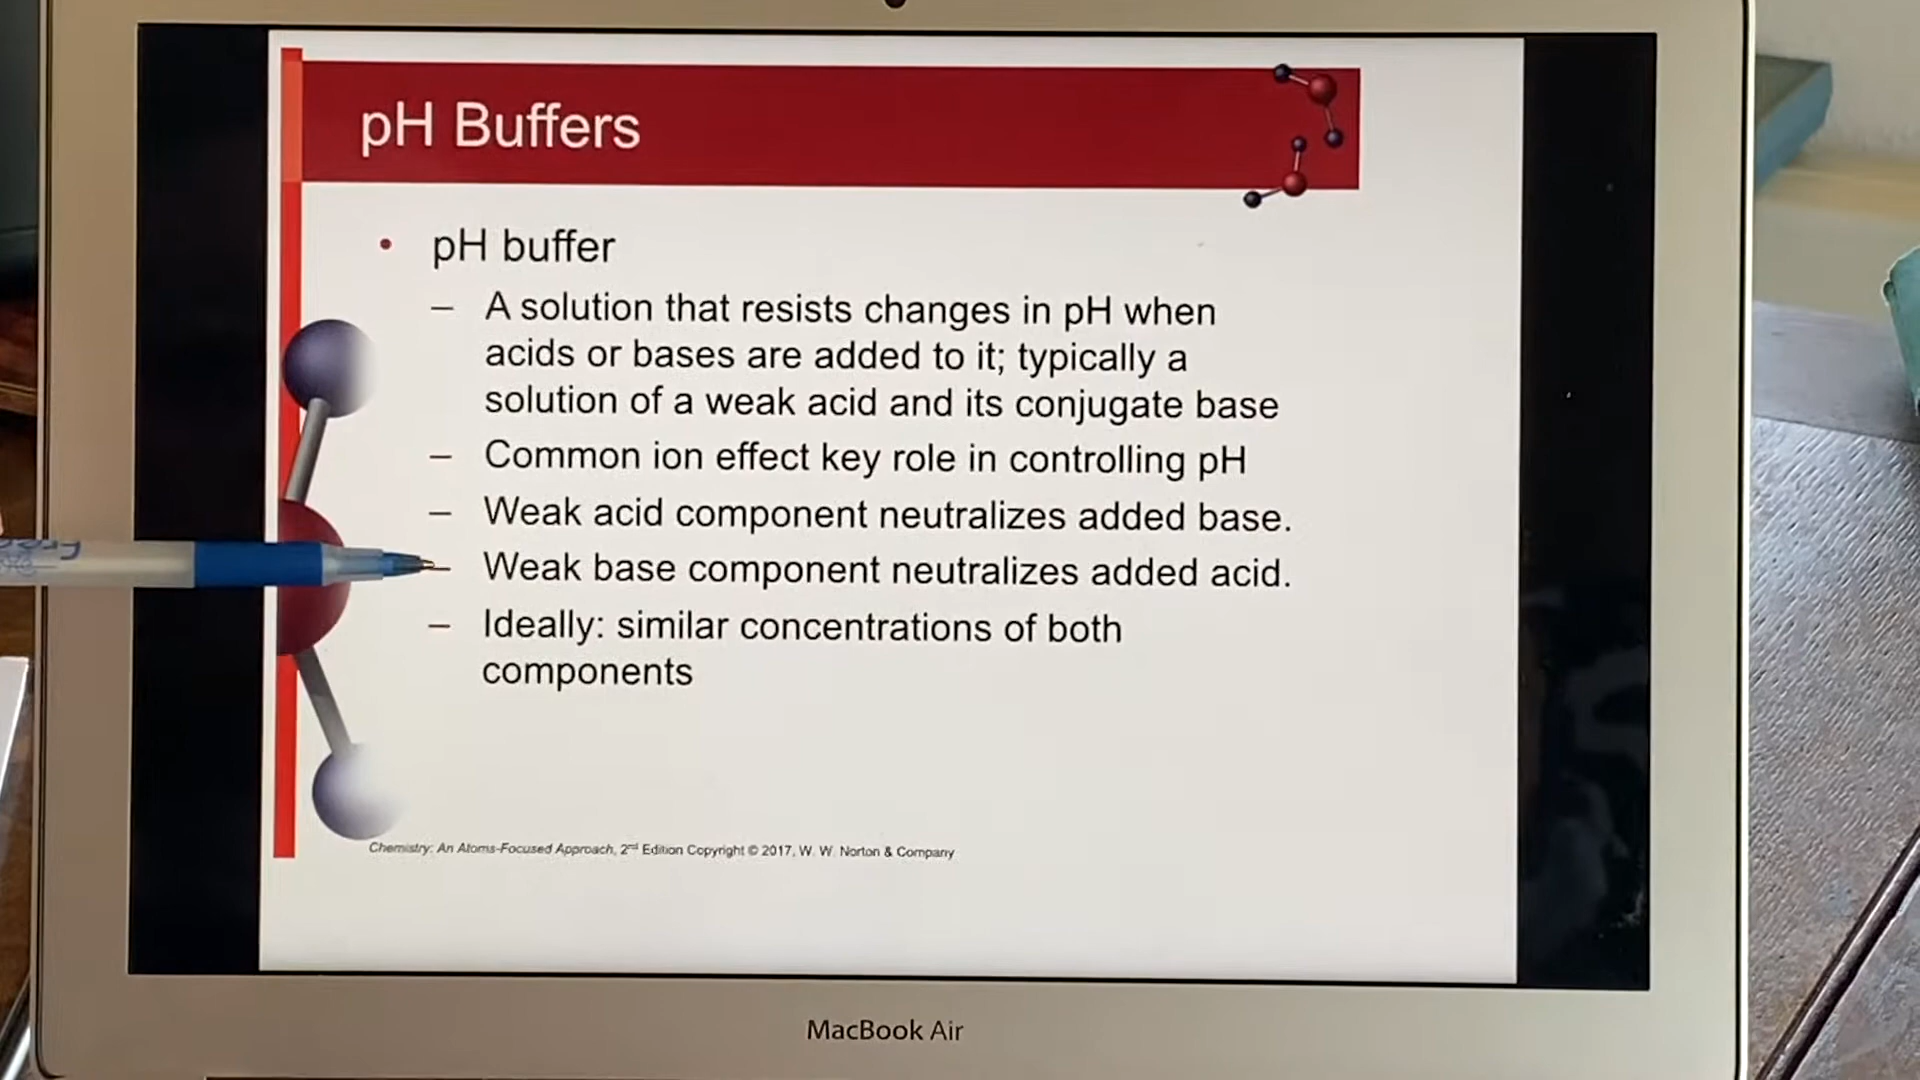 pH Buffers
• pH buffer
– A solution that resists changes in pH when
acids or bases are added to it; typically a
solution of a weak acid and its conjugate base
– Common ion effect key role in controlling pH
– Weak acid component neutralizes added base.
– Weak base component neutralizes added acid.
– Ideally: similar concentrations of both
components
Chemistry: An Atoms-Focused Approach, 2nd Edition Copyright © 2017, W. W. Norton & Company
MacBook Air